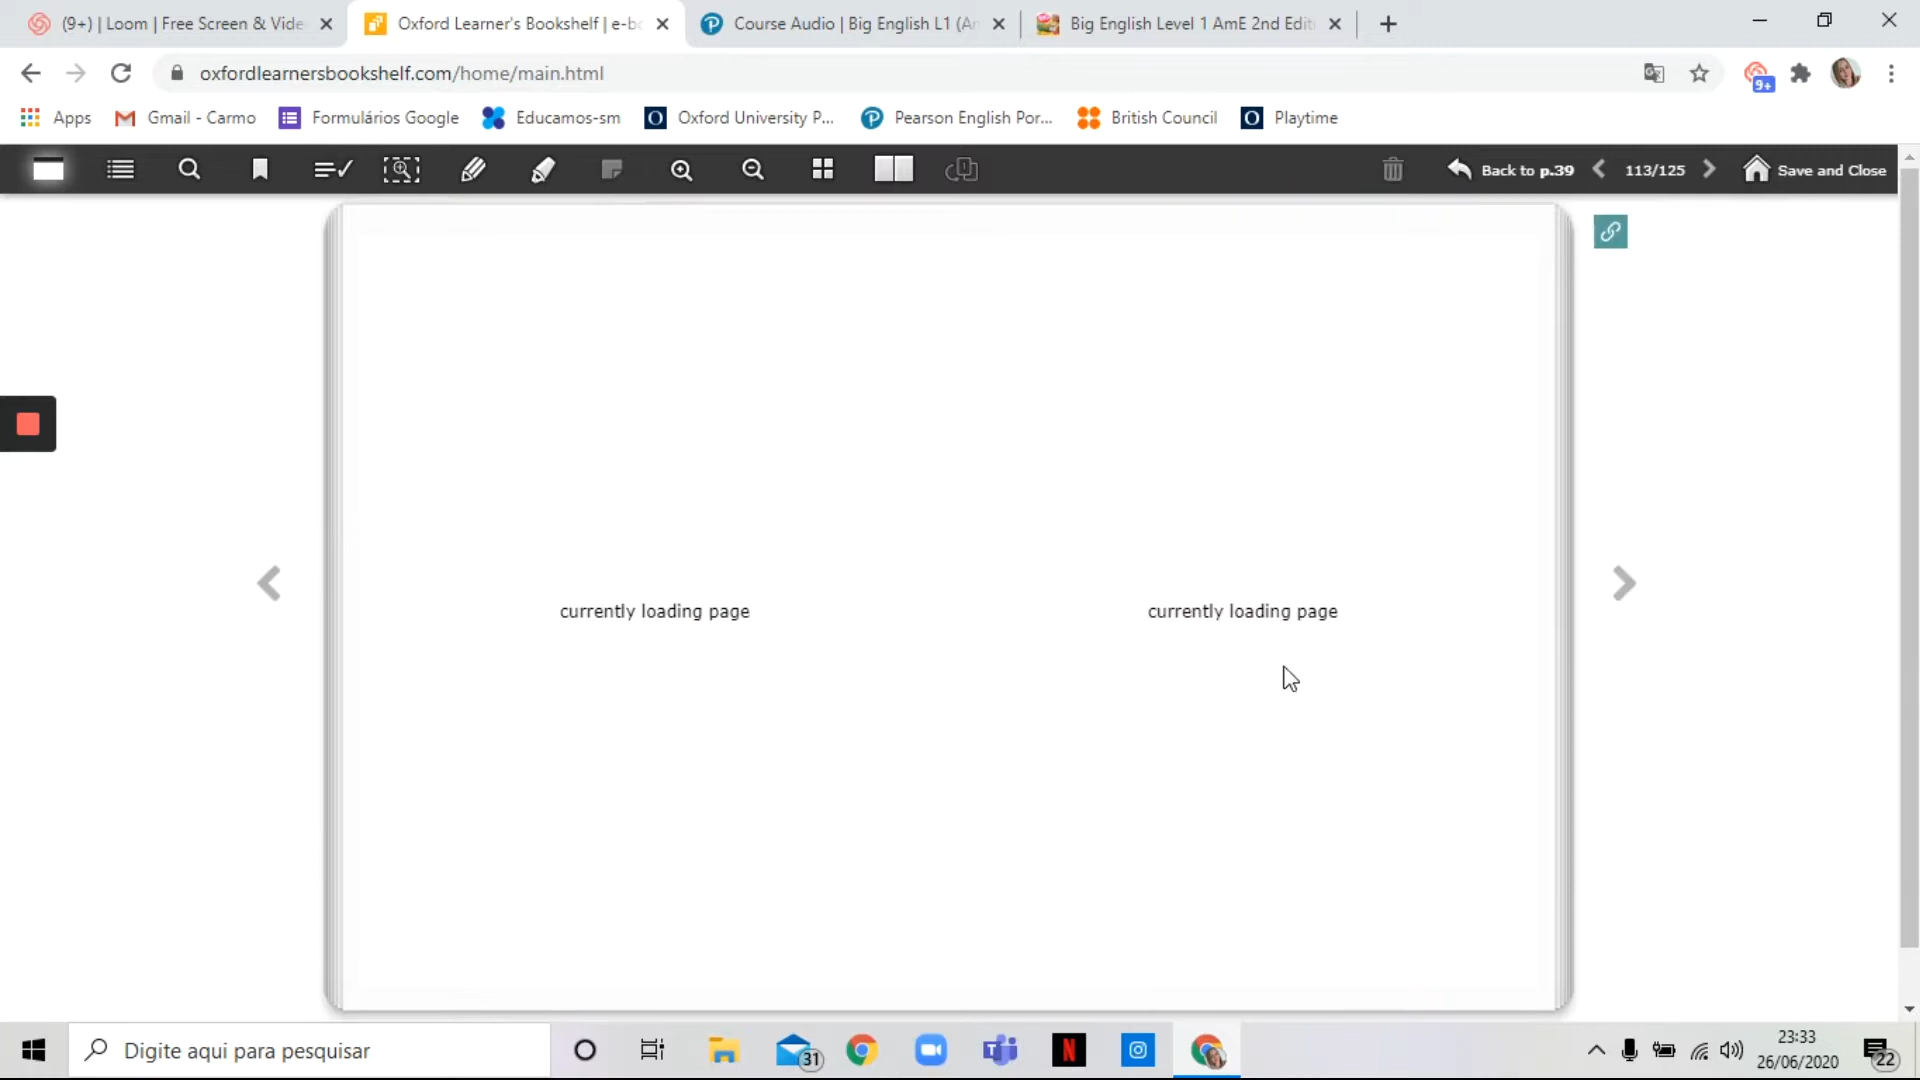 (9+) | Loom | Free Screen & Vide
Oxford Learner's Bookshelf | e-b
Course Audio | Big English L1 (A
Big English Level 1 AmE 2nd Edit
oxfordlearnersbookshelf.com/home/main.html
9+
Apps
Gmail - Carmo
Formulários Google
Educamos-sm
Oxford University P...
Pearson English Por...
British Council
Playtime
Back to p.39
113/125
Save and Close
currently loading page
currently loading page
Digite aqui para pesquisar
31
23:33
26/06/2020
22